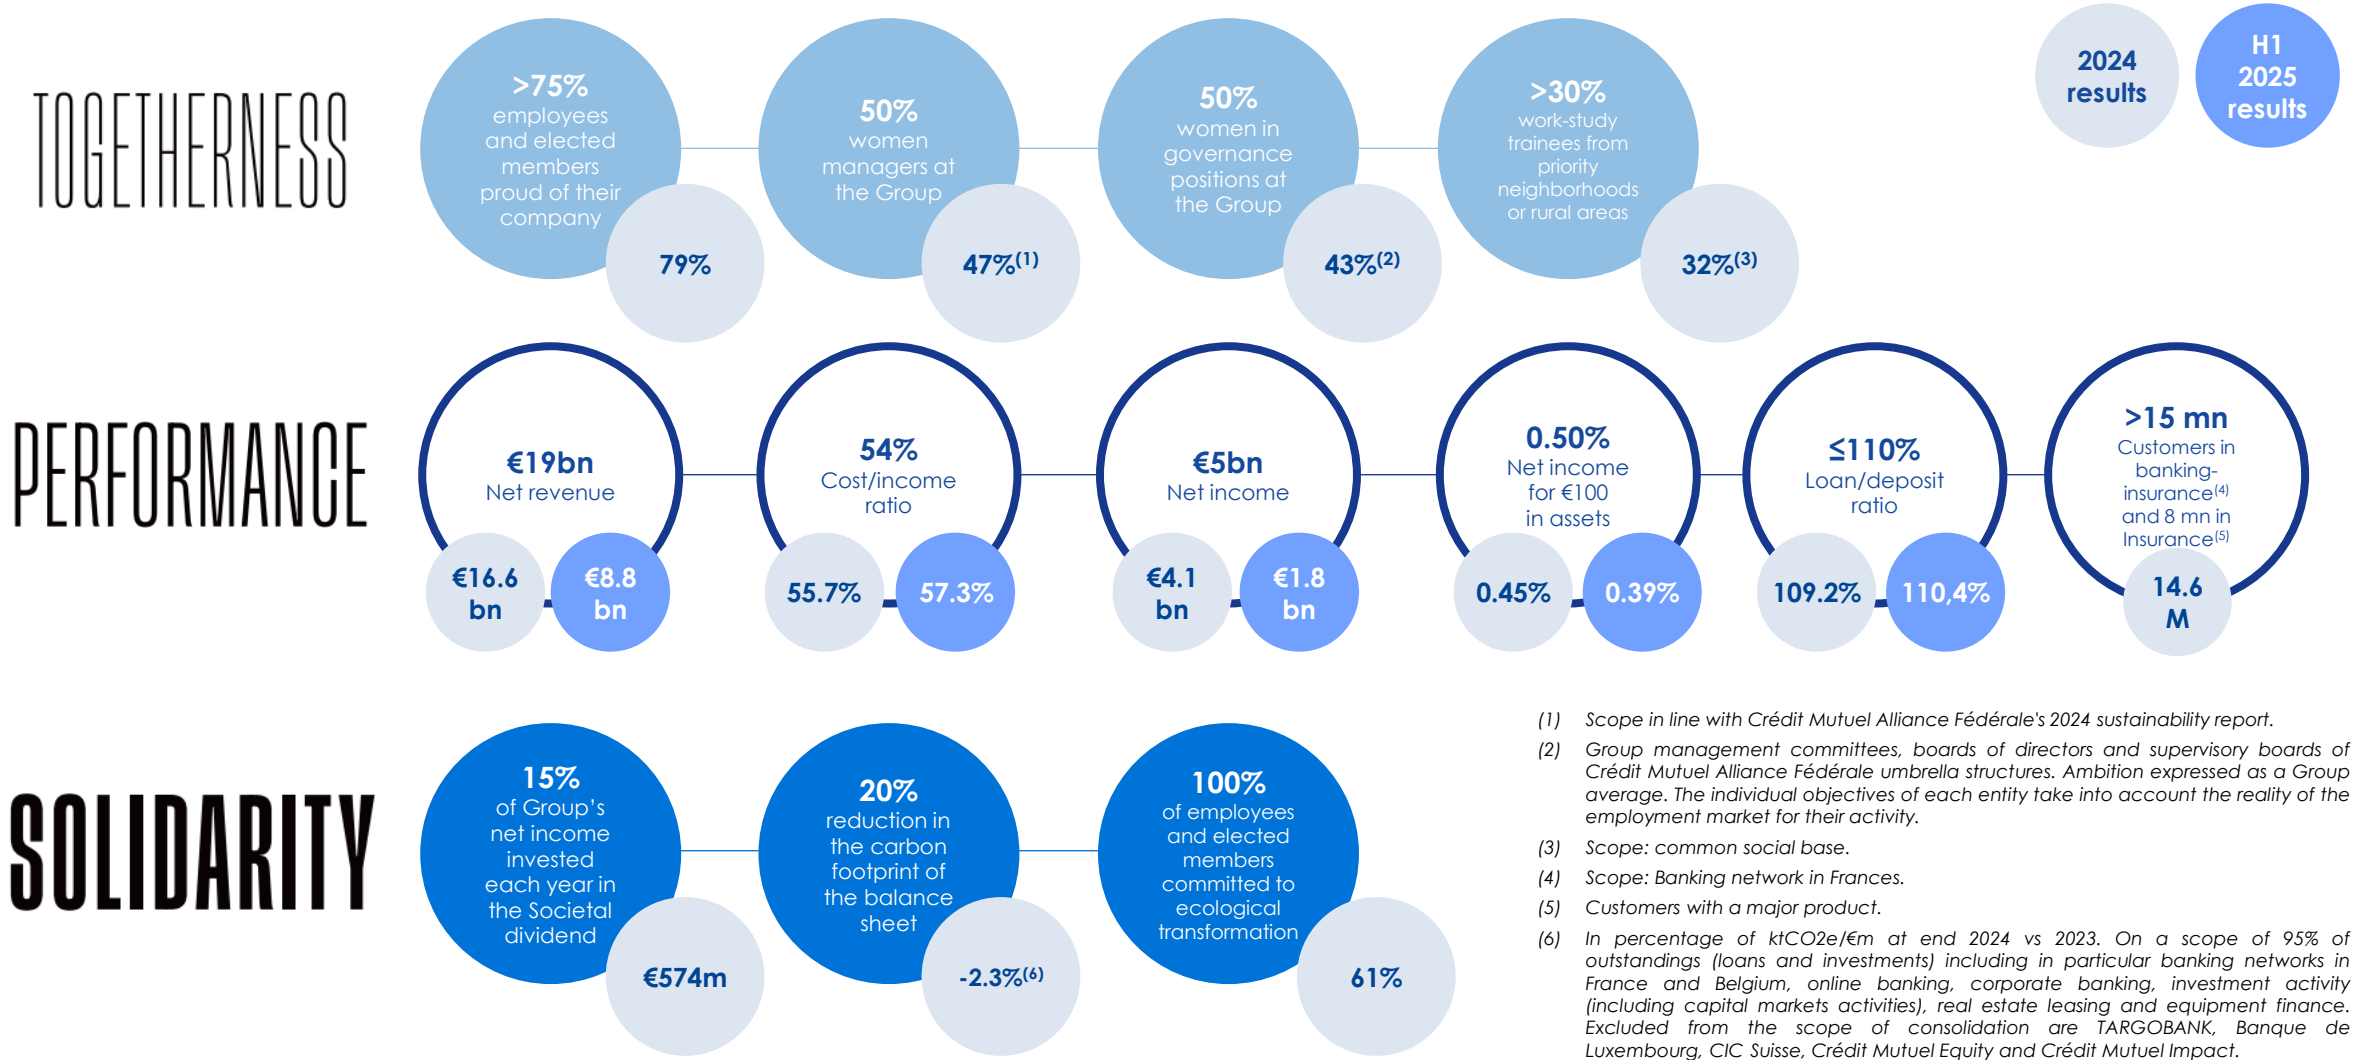 2024
results
H1
2025
results
TOGETHERNESS
>75%
employees
and elected
members
proud of their
company
79%
50%
women
managers at
the Group
47%(1)
50%
women in
governance
positions at
the Group
43%(2)
>30%
work-study
trainees from
priority
neighborhoods
or rural areas
32%(3)
PERFORMANCE
€19bn
Net revenue
€16.6
bn
€8.8
bn
54%
Cost/income
ratio
55.7%
57.3%
€5bn
Net income
€4.1
bn
€1.8
bn
0.50%
Net income
for €100
in assets
0.45%
0.39%
≤110%
Loan/deposit
ratio
109.2%
110,4%
>15 mn
Customers in
banking-
insurance(4)
and 8 mn in
Insurance(5)
14.6
M
SOLIDARITY
15%
of Group’s
net income
invested
each year in
the Societal
dividend
€574m
20%
reduction in
the carbon
footprint of
the balance
sheet
-2.3%(6)
100%
of employees
and elected
members
committed to
ecological
transformation
61%
(1) Scope in line with Crédit Mutuel Alliance Fédérale's 2024 sustainability report.
(2) Group management committees, boards of directors and supervisory boards of
Crédit Mutuel Alliance Fédérale umbrella structures. Ambition expressed as a Group
average. The individual objectives of each entity take into account the reality of the
employment market for their activity.
(3) Scope: common social base.
(4) Scope: Banking network in Frances.
(5) Customers with a major product.
(6) In percentage of ktCO2e/€m at end 2024 vs 2023. On a scope of 95% of
outstandings (loans and investments) including in particular banking networks in
France and Belgium, online banking, corporate banking, investment activity
(including capital markets activities), real estate leasing and equipment finance.
Excluded from the scope of consolidation are TARGOBANK, Banque de
Luxembourg, CIC Suisse, Crédit Mutuel Equity and Crédit Mutuel Impact.